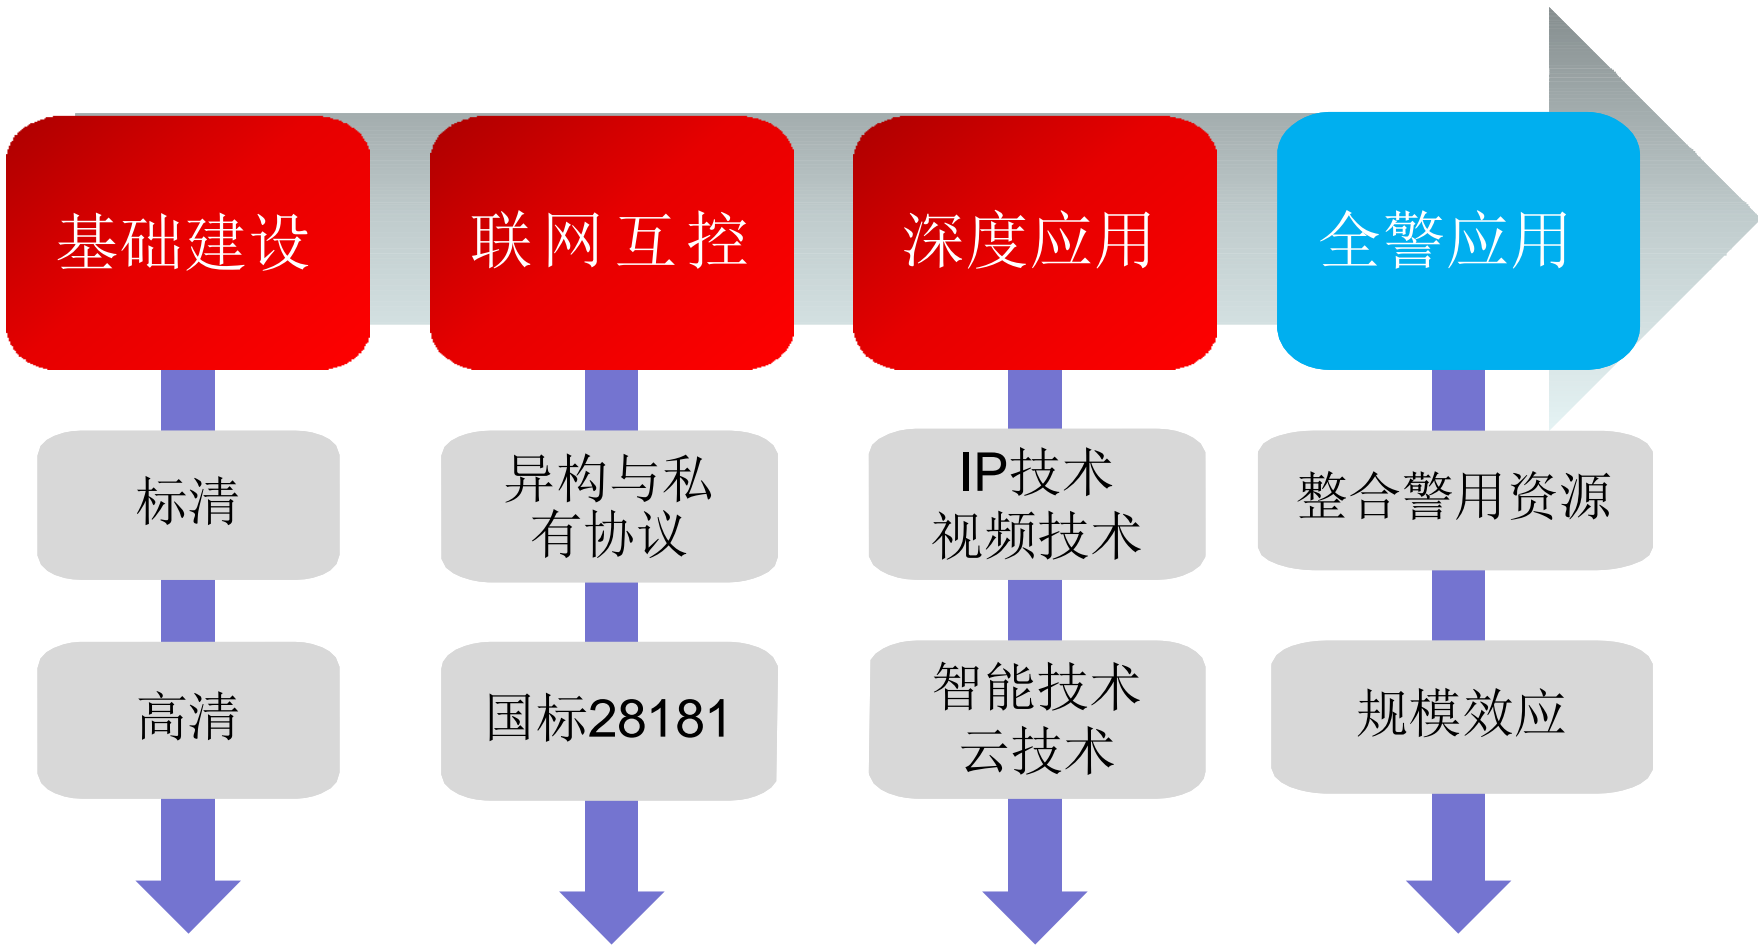 基础建设
联网互控
深度应用
全警应用
标清
高清
异构与私
有协议
国标28181
IP技术
视频技术
智能技术
云技术
整合警用资源
规模效应